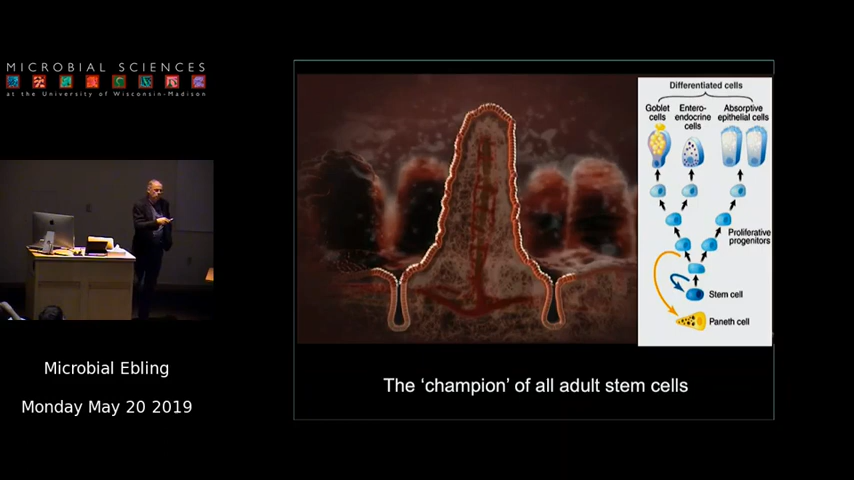 MICROBIAL SCIENCES
at the University of Wisconsin-Madison
Microbial Ebling
Monday May 20 2019
Differentiated cells
Goblet
cells
Entero-
endocrine
cells
Absorptive
epithelial cells
Proliferative
progenitors
Stem cell
Paneth cell
The ‘champion’ of all adult stem cells